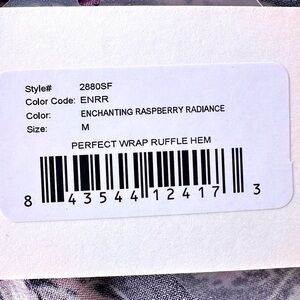 Style# 2880SF
Color Code: ENRR
Color: ENCHANTING RASPBERRY RADIANCE
Size: M
PERFECT WRAP RUFFLE HEM
8 43544 12417 3